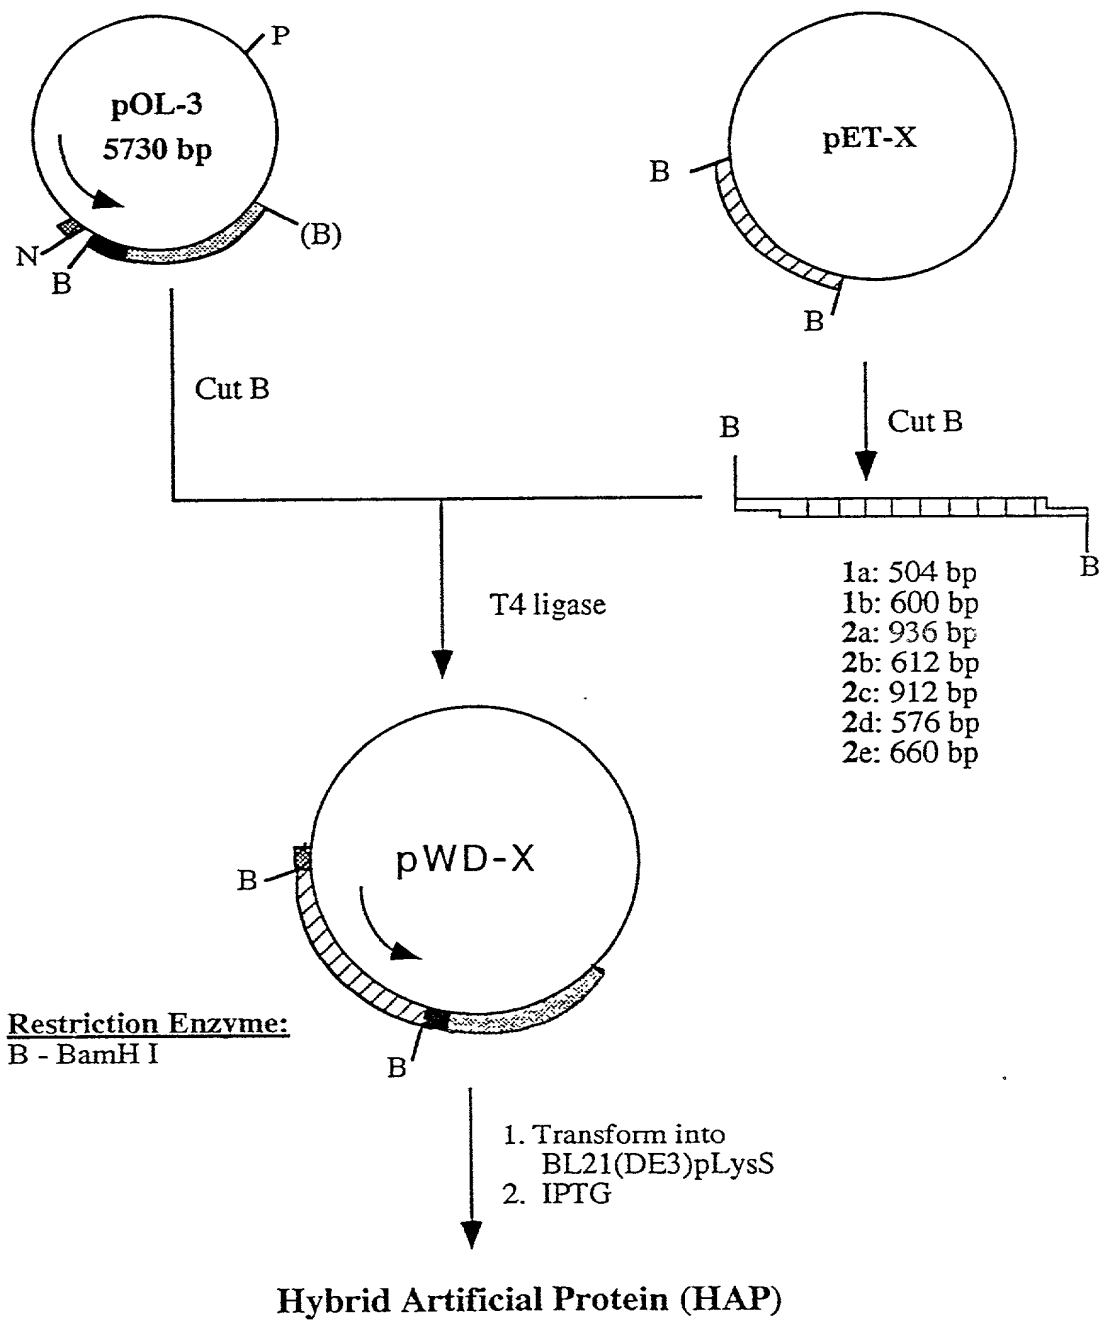 P
pOL-3
5730 bp
N
B
(B)
pET-X
B
B
Cut B
Cut B
B
B
1a: 504 bp
1b: 600 bp
2a: 936 bp
2b: 612 bp
2c: 912 bp
2d: 576 bp
2e: 660 bp
T4 ligase
pWD-X
B
B
Restriction Enzyme:
B - BamH I
1. Transform into
BL21(DE3)pLysS
2. IPTG
Hybrid Artificial Protein (HAP)